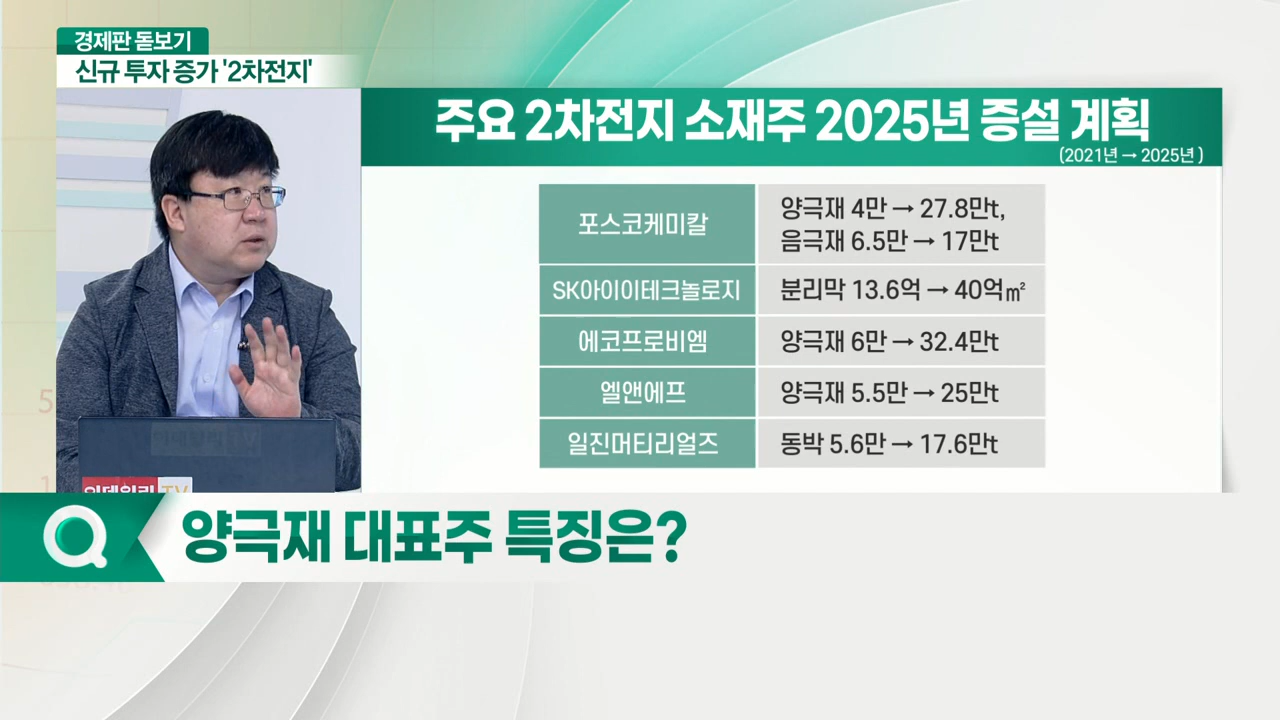 경제판 돋보기
신규 투자 증가 '2차전지'
주요 2차전지 소재주 2025년 증설 계획
(2021년 → 2025년 )
포스코케미칼
양극재 4만 → 27.8만t,
음극재 6.5만 → 17만t
SK아이이테크놀로지
분리막 13.6억 → 40억㎡
에코프로비엠
양극재 6만 → 32.4만t
엘앤에프
양극재 5.5만 → 25만t
일진머티리얼즈
동박 5.6만 → 17.6만t
이데일리 TV
Q 양극재 대표주 특징은?